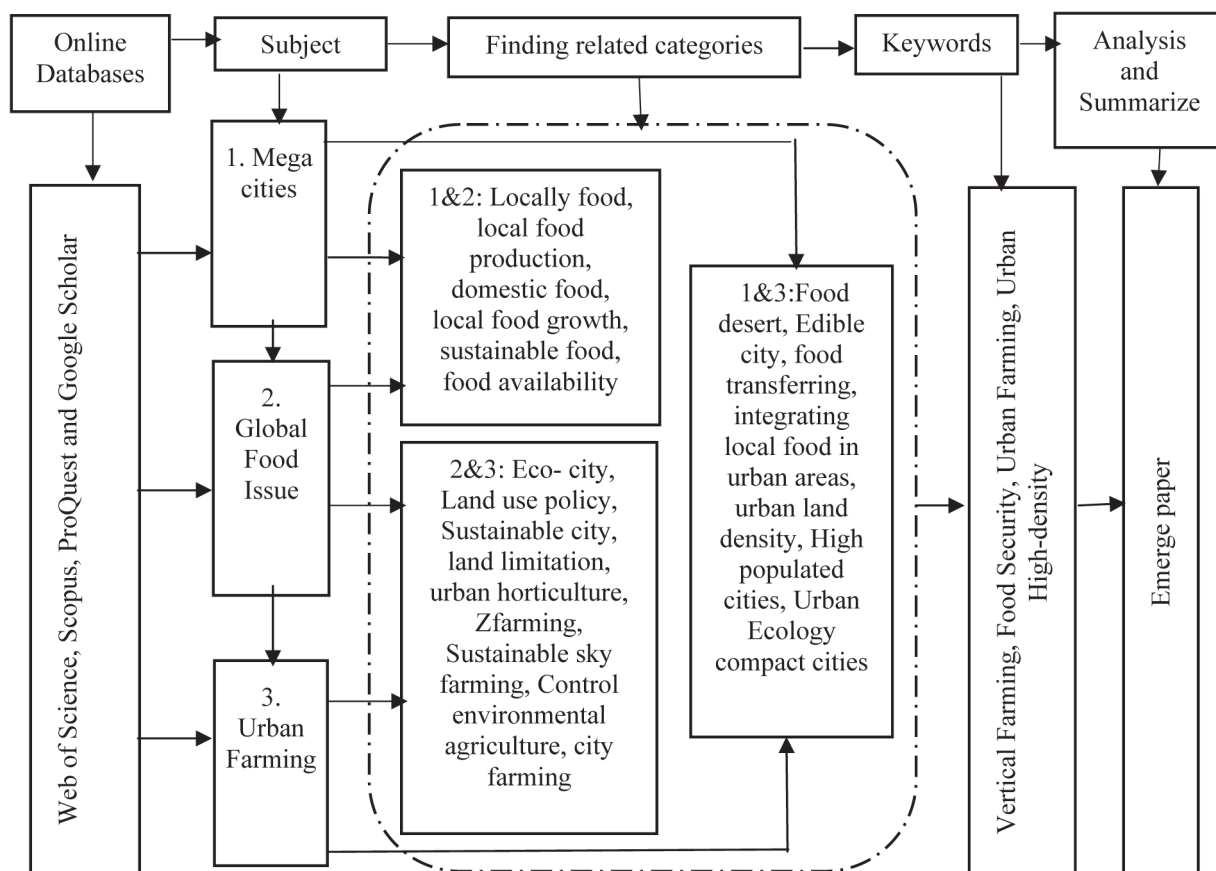 Online
Databases
Subject
Finding related categories
Keywords
Analysis
and
Summarize
Web of Science, Scopus, ProQuest and Google Scholar
1. Mega
cities
2.
Global
Food
Issue
3.
Urban
Farming
1&2: Locally food,
local food
production,
domestic food,
local food growth,
sustainable food,
food availability
2&3: Eco- city,
Land use policy,
Sustainable city,
land limitation,
urban horticulture,
Zfarming,
Sustainable sky
farming, Control
environmental
agriculture, city
farming
1&3:Food
desert, Edible
city, food
transferring,
integrating
local food in
urban areas,
urban land
density, High
populated
cities, Urban
Ecology
compact cities
Vertical Farming, Food Security, Urban Farming, Urban
High-density
Emerge paper